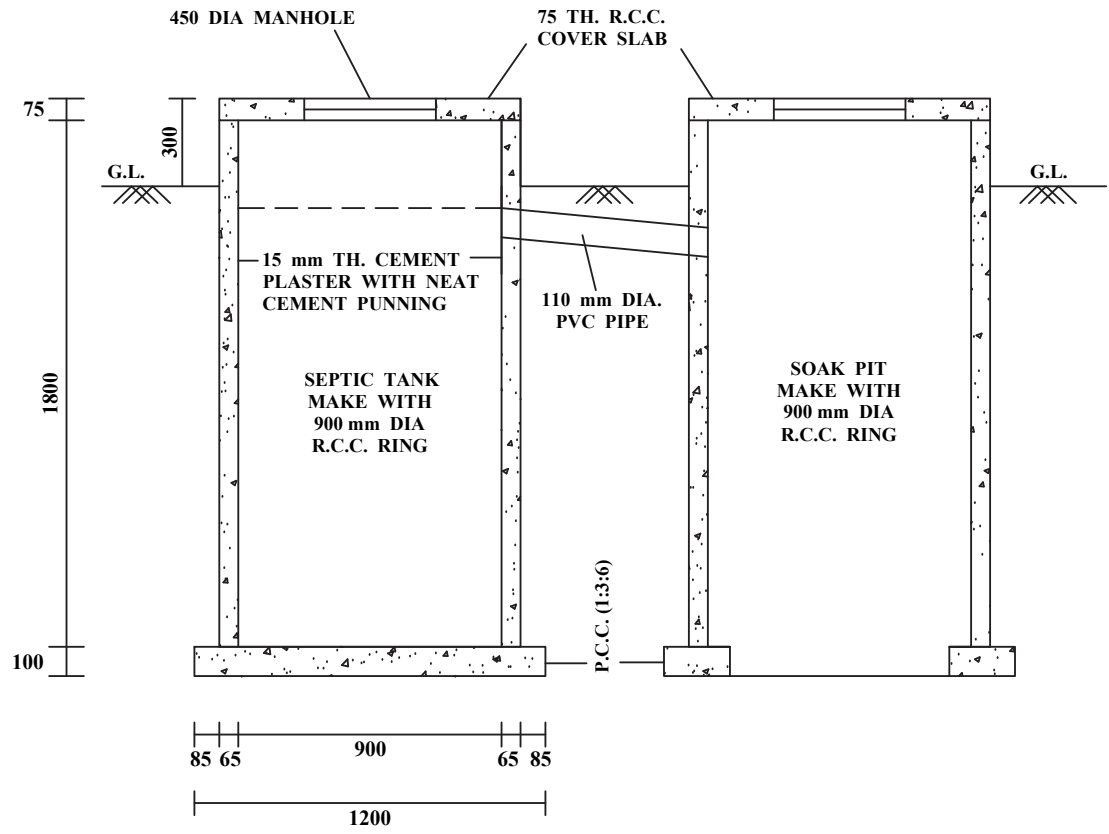 450 DIA MANHOLE
75 TH. R.C.C.
COVER SLAB
75
300
G.L.
G.L.
15 mm TH. CEMENT
PLASTER WITH NEAT
CEMENT PUNNING
110 mm DIA.
PVC PIPE
1800
SEPTIC TANK
MAKE WITH
900 mm DIA
R.C.C. RING
SOAK PIT
MAKE WITH
900 mm DIA
R.C.C. RING
P.C.C. (1:3:6)
100
85 65 900 65 85
1200